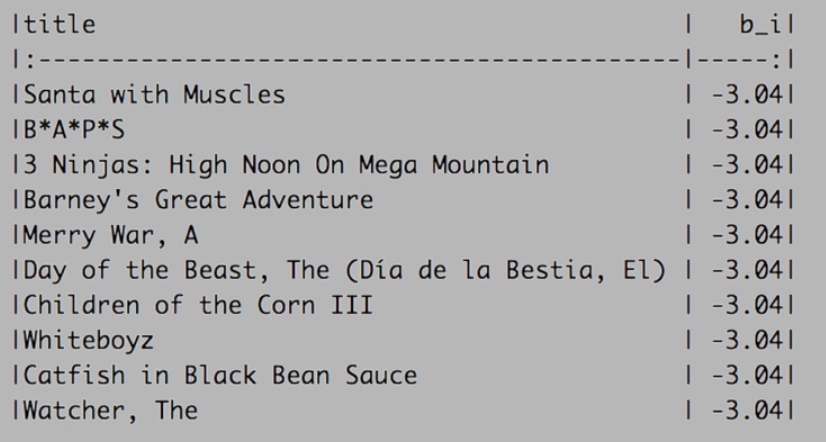 |title                                       |   b_i|
|:-------------------------------------------|-----:|
|Santa with Muscles                          | -3.04|
|B*A*P*S                                     | -3.04|
|3 Ninjas: High Noon On Mega Mountain        | -3.04|
|Barney's Great Adventure                    | -3.04|
|Merry War, A                                | -3.04|
|Day of the Beast, The (Día de la Bestia, El) | -3.04|
|Children of the Corn III                    | -3.04|
|Whiteboyz                                   | -3.04|
|Catfish in Black Bean Sauce                 | -3.04|
|Watcher, The                                | -3.04|